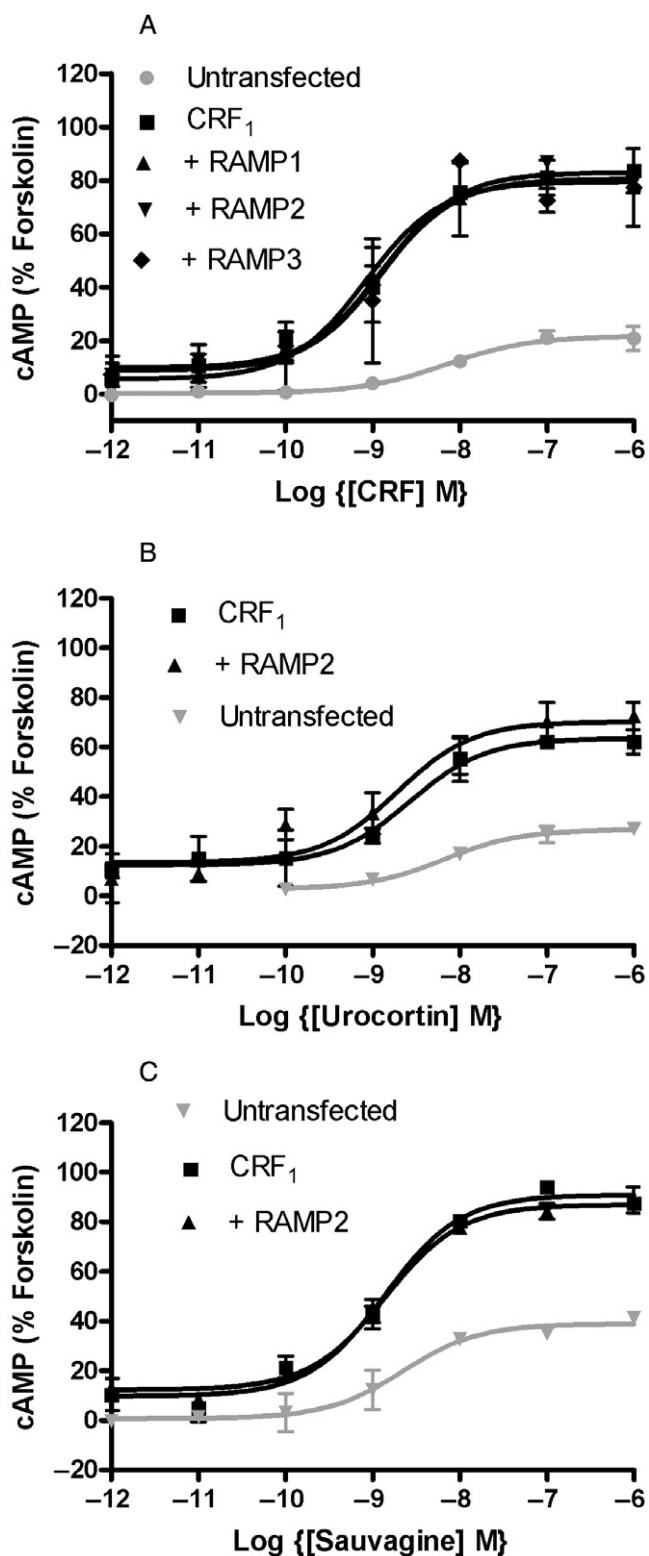 A
Untransfected
CRF₁
+ RAMP1
+ RAMP2
+ RAMP3
cAMP (% Forskolin)
120
100
80
60
40
20
0
–12 –11 –10 –9 –8 –7 –6
Log {[CRF] M}
B
CRF₁
+ RAMP2
Untransfected
cAMP (% Forskolin)
120
100
80
60
40
20
0
–20
–12 –11 –10 –9 –8 –7 –6
Log {[Urocortin] M}
C
Untransfected
CRF₁
+ RAMP2
cAMP (% Forskolin)
120
100
80
60
40
20
0
–20
–12 –11 –10 –9 –8 –7 –6
Log {[Sauvagine] M}